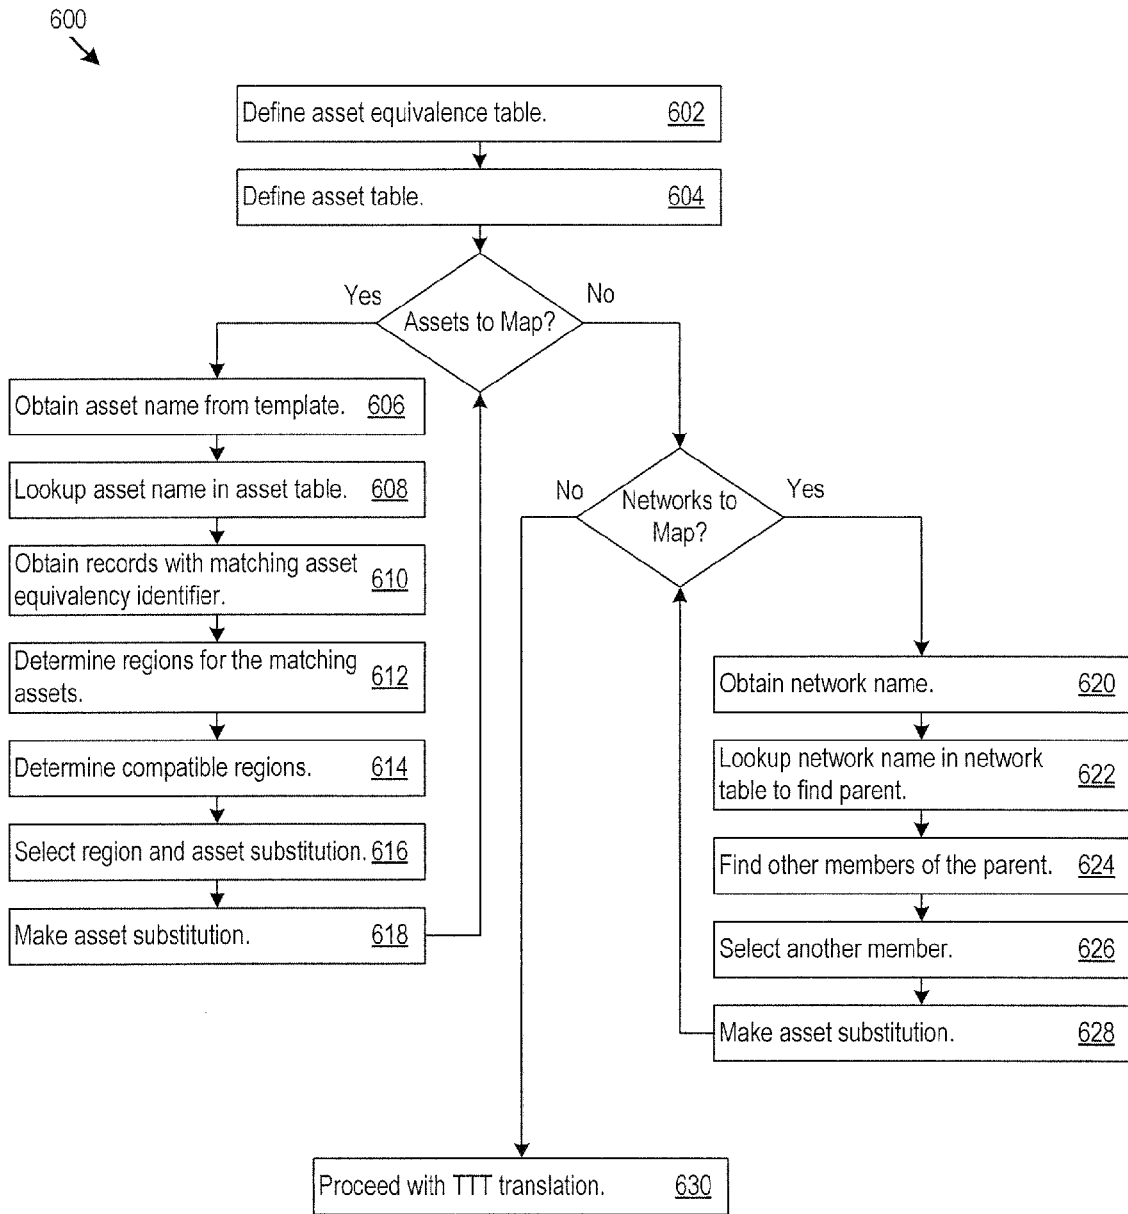 600
Define asset equivalence table. 602
Define asset table. 604
Yes
No
Assets to Map?
Obtain asset name from template. 606
Lookup asset name in asset table. 608
Obtain records with matching asset
equivalency identifier. 610
Determine regions for the matching
assets. 612
Determine compatible regions. 614
Select region and asset substitution. 616
Make asset substitution. 618
No
Yes
Networks to
Map?
Obtain network name. 620
Lookup network name in network
table to find parent. 622
Find other members of the parent. 624
Select another member. 626
Make asset substitution. 628
Proceed with TTT translation. 630